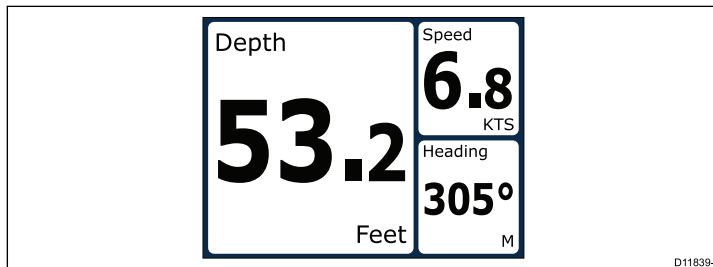 Depth
53.2
Feet
Speed
6.8
KTS
Heading
305°
M
D11839-